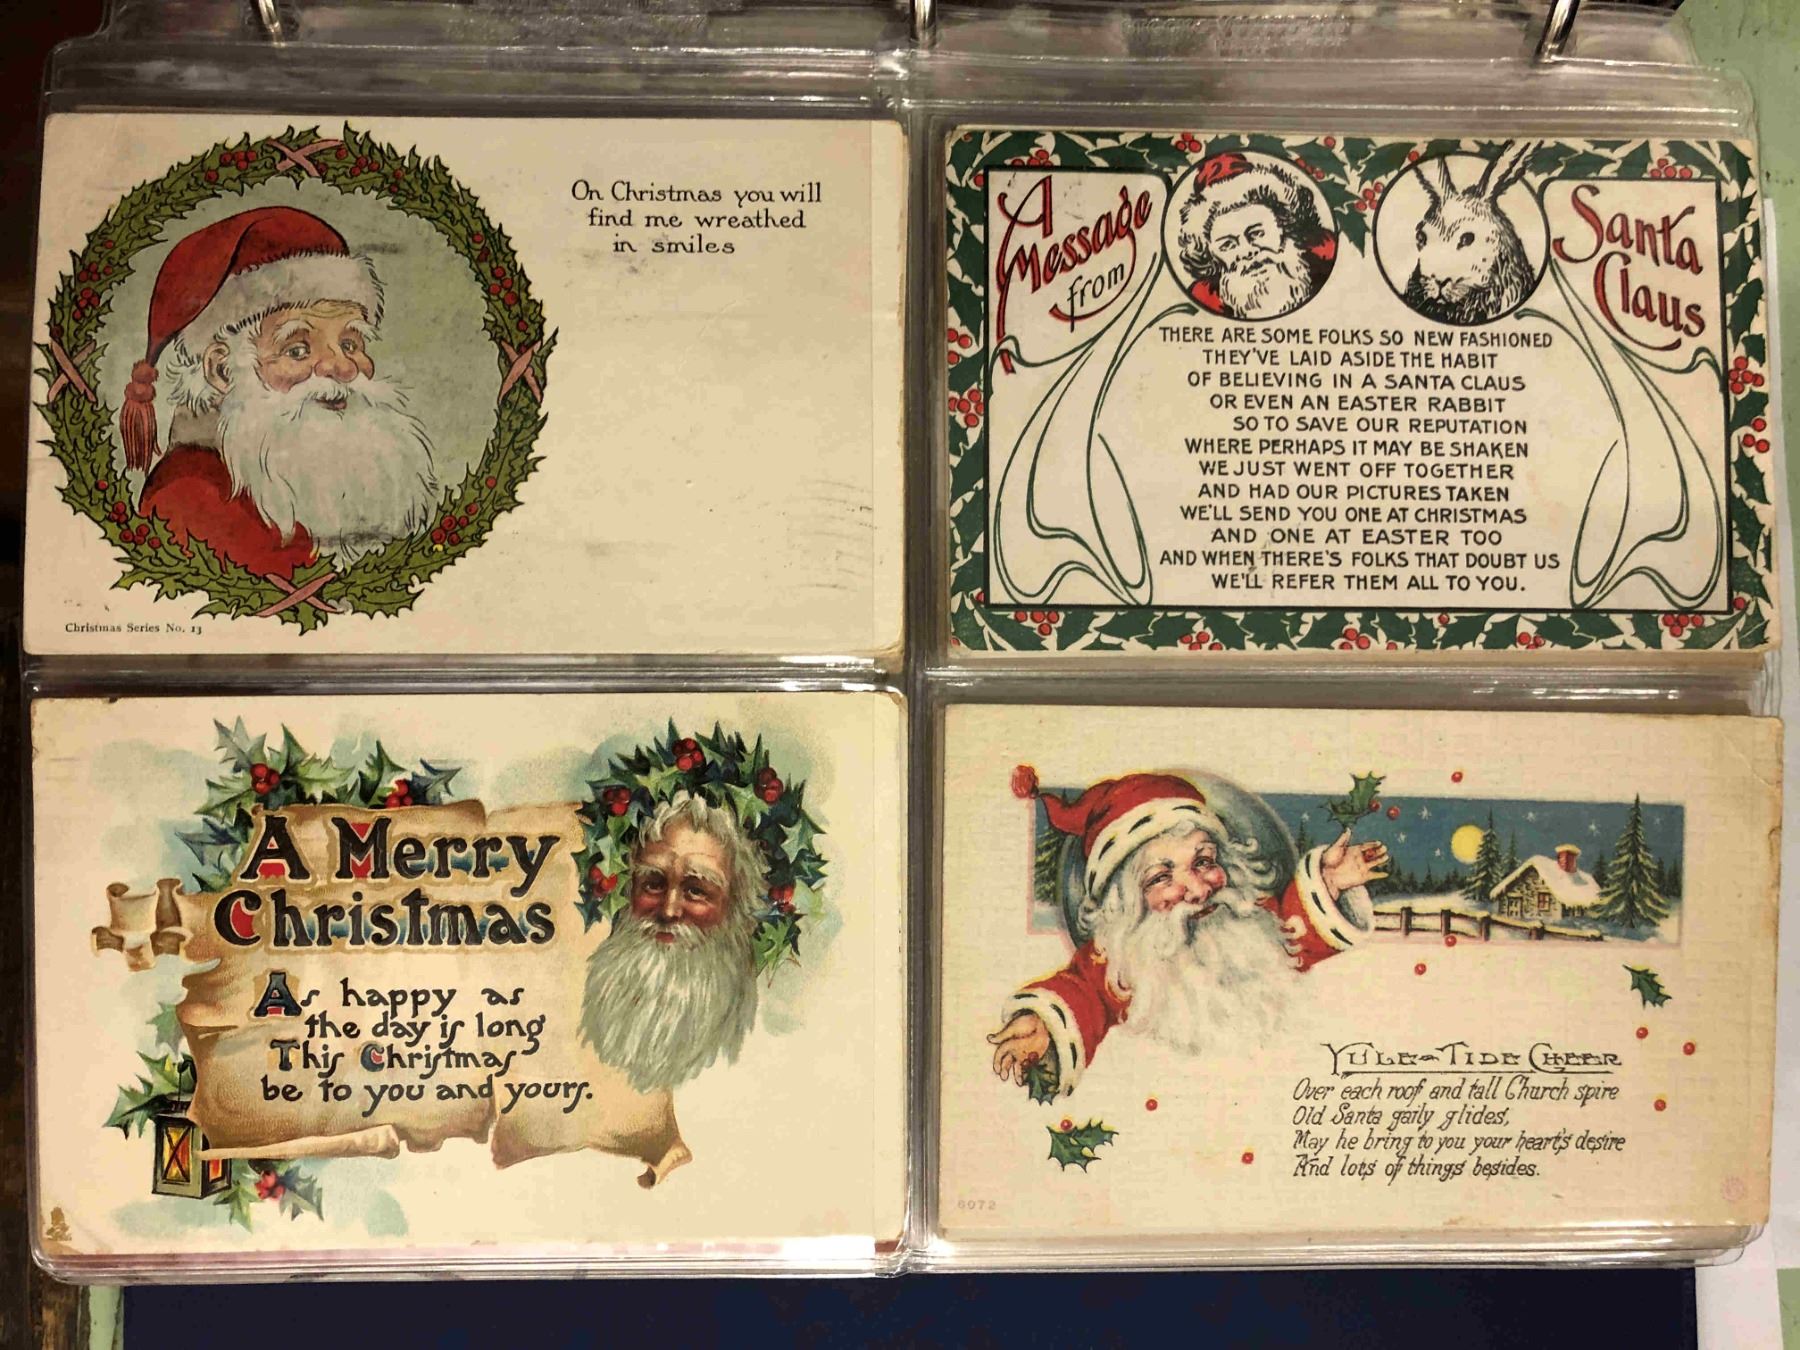 On Christmas you will
find me wreathed
in smiles
Christmas Series No. 13
A
Message
from
Santa
Claus
THERE ARE SOME FOLKS SO NEW FASHIONED
THEY'VE LAID ASIDE THE HABIT
OF BELIEVING IN A SANTA CLAUS
OR EVEN AN EASTER RABBIT
SO TO SAVE OUR REPUTATION
WHERE PERHAPS IT MAY BE SHAKEN
WE JUST WENT OFF TOGETHER
AND HAD OUR PICTURES TAKEN
WE'LL SEND YOU ONE AT CHRISTMAS
AND ONE AT EASTER TOO
AND WHEN THERE'S FOLKS THAT DOUBT US
WE'LL REFER THEM ALL TO YOU.
A Merry
Christmas
As happy as
the day is long
This Christmas
be to you and yours.
YULE-TIDE CHEER
Over each roof and tall Church spire
Old Santa gaily glides,
May he bring to you your heart's desire
And lots of things besides.
6072